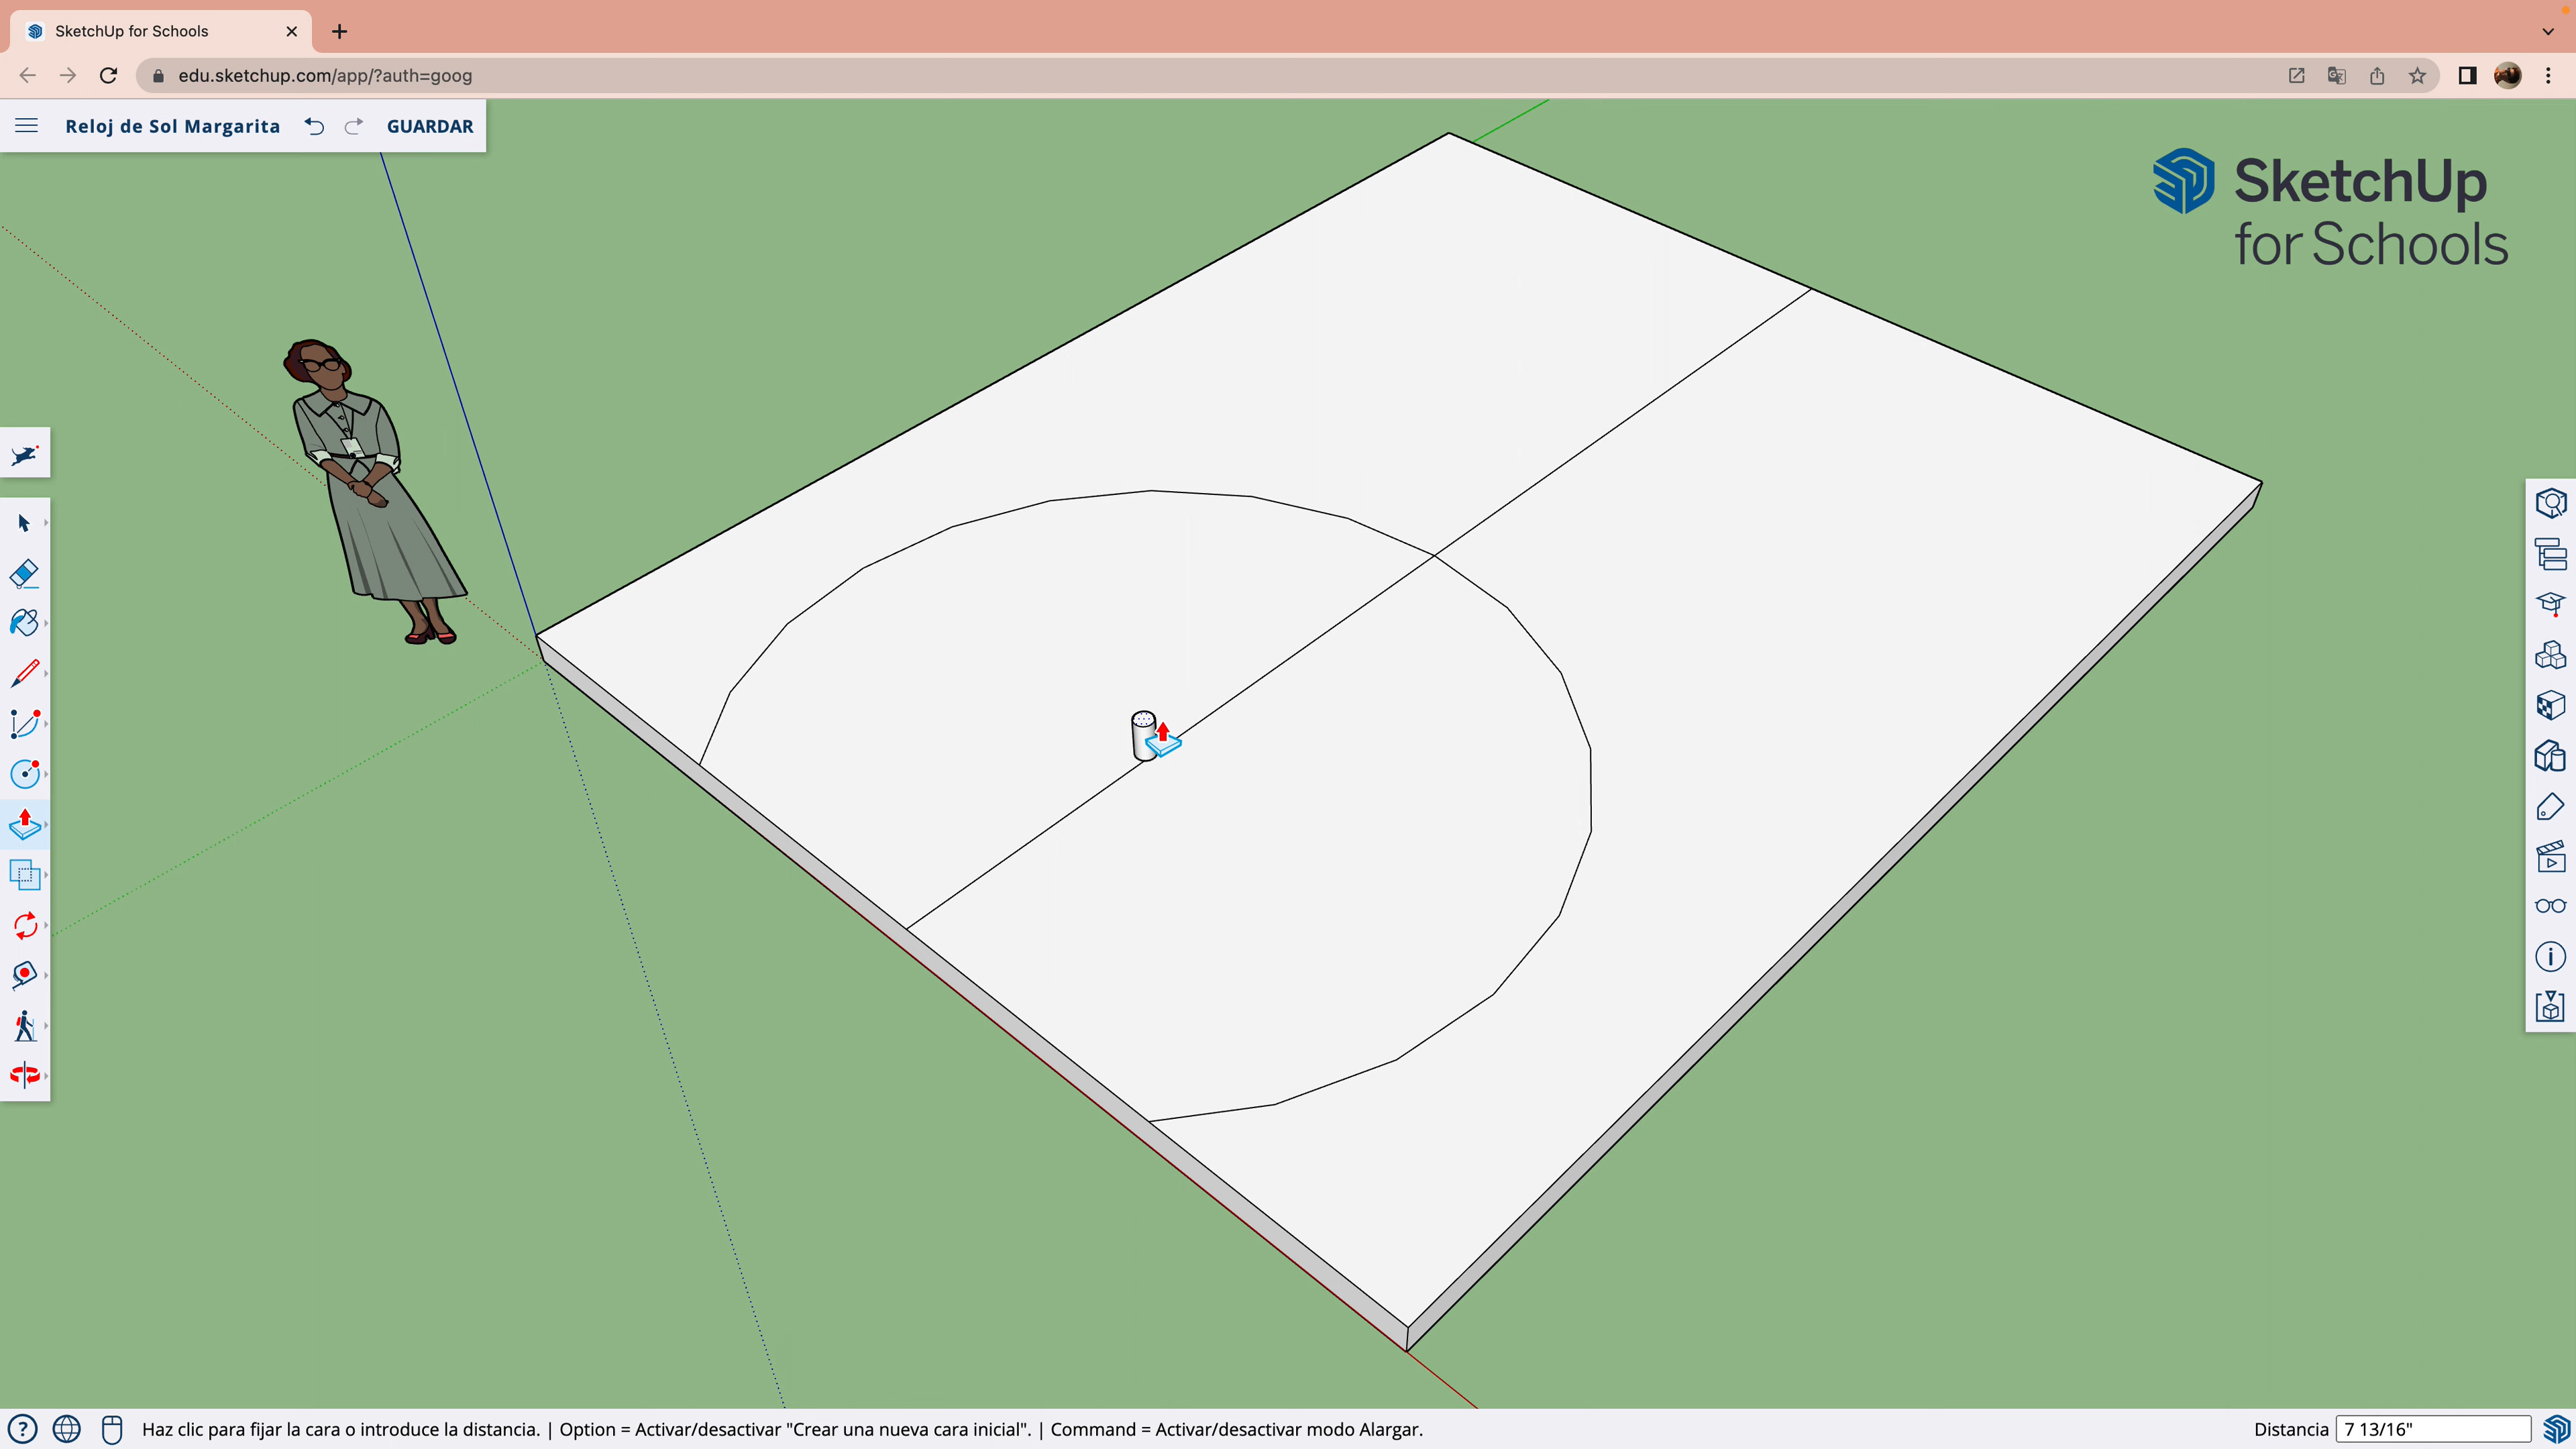 SketchUp for Schools
edu.sketchup.com/app/?auth=goog
Reloj de Sol Margarita
GUARDAR
SketchUp
for Schools
Haz clic para fijar la cara o introduce la distancia. | Option = Activar/desactivar "Crear una nueva cara inicial". | Command = Activar/desactivar modo Alargar.
Distancia 7 13/16"